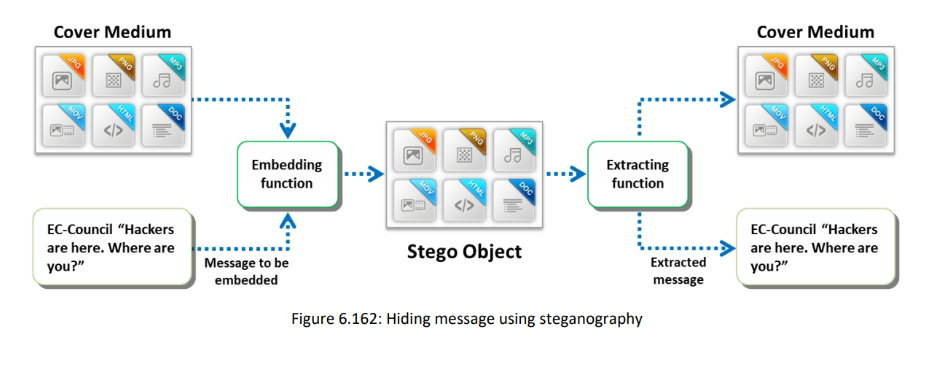 Cover Medium
JPG
PNG
MP3
MOV
HTML
</>
DOC
EC-Council “Hackers
are here. Where are
you?”
Embedding
function
Message to be
embedded
JPG
PNG
MP3
MOV
HTML
</>
DOC
Stego Object
Extracting
function
Extracted
message
Cover Medium
JPG
PNG
MP3
MOV
HTML
</>
DOC
EC-Council “Hackers
are here. Where are
you?”
Figure 6.162: Hiding message using steganography